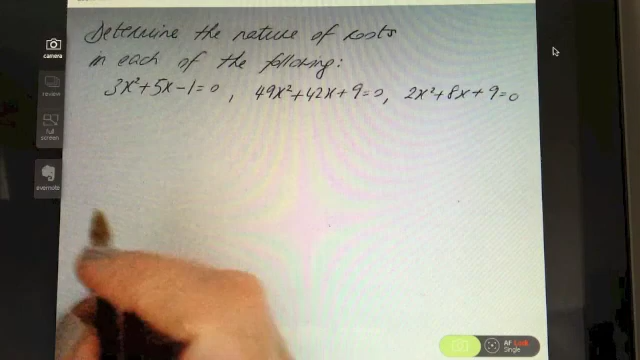 Determine the nature of roots
in each of the following:
3x²+5x-1=0, 49x²+42x+9=0, 2x²+8x+9=0
camera
review
full
screen
evernote
AF Lock
Single